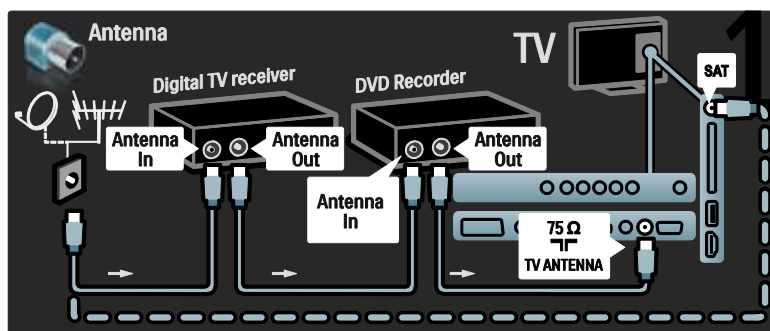 Antenna
TV
1
Digital TV receiver
DVD Recorder
SAT
Antenna
In
Antenna
Out
Antenna
Out
Antenna
In
75 Ω
TV ANTENNA